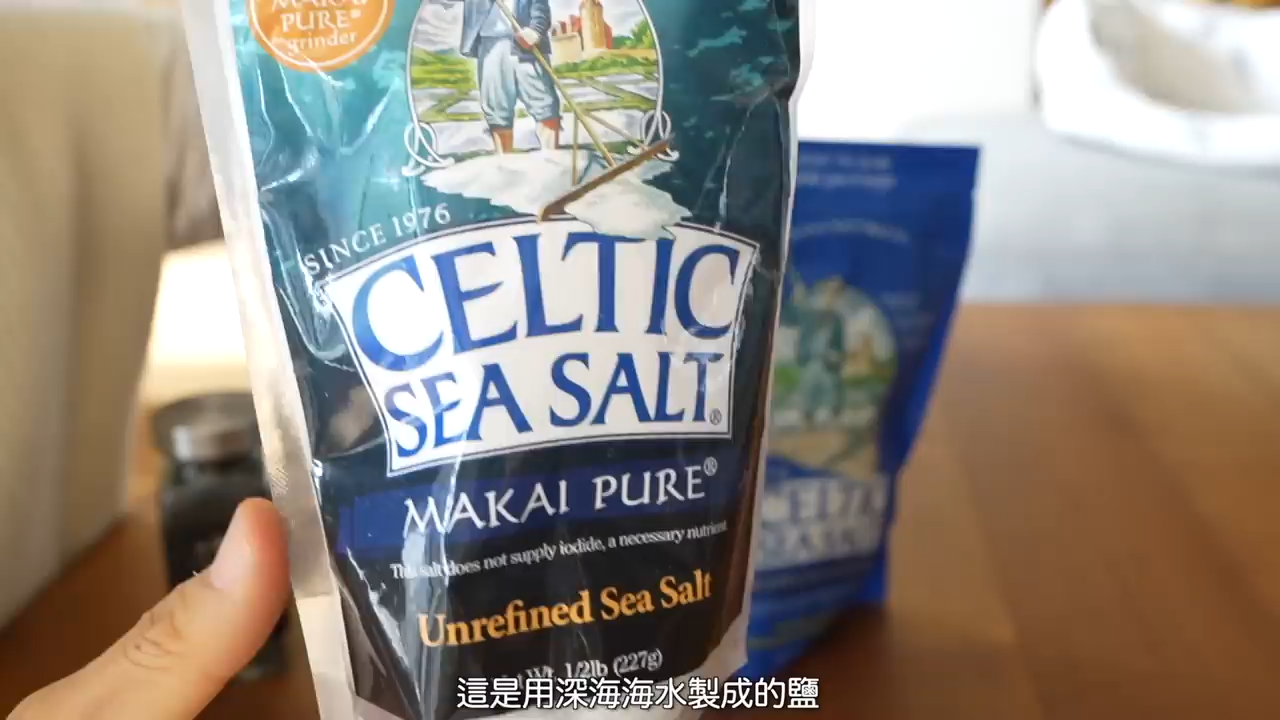 PURE®
grinder
SINCE 1976
CELTIC
SEA SALT®
MAKAI PURE®
This salt does not supply iodide, a necessary nutrient
Unrefined Sea Salt
Wt. 1/2lb (227g)
這是用深海海水製成的鹽